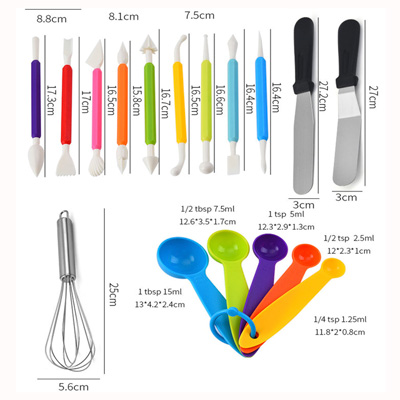 8.8cm
8.1cm
7.5cm
17.3cm
17cm
16.5cm
15.8cm
16.7cm
16.5cm
16.4cm
16.4cm
27.2cm
27cm
3cm
3cm
25cm
5.6cm
1/2 tbsp 7.5ml
12.6*3.5*1.7cm
1 tsp 5ml
12.3*2.9*1.3cm
1/2 tsp 2.5ml
12*2.3*1cm
1 tbsp 15ml
13*4.2*2.4cm
1/4 tsp 1.25ml
11.8*2*0.8cm